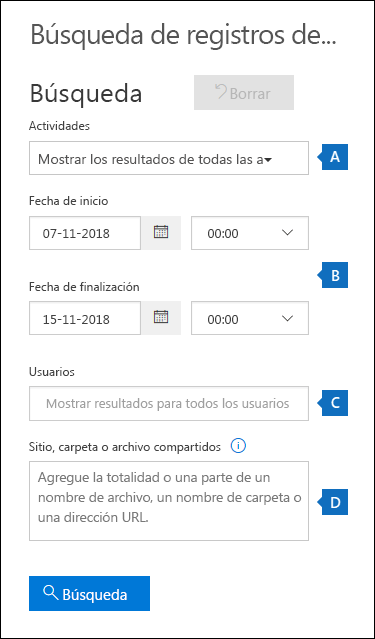 Búsqueda de registros de...
Búsqueda
Borrar
Actividades
Mostrar los resultados de todas las a
A
Fecha de inicio
07-11-2018
00:00
B
Fecha de finalización
15-11-2018
00:00
Usuarios
Mostrar resultados para todos los usuarios
C
Sitio, carpeta o archivo compartidos
Agregue la totalidad o una parte de un
nombre de archivo, un nombre de carpeta o
una dirección URL.
D
Búsqueda